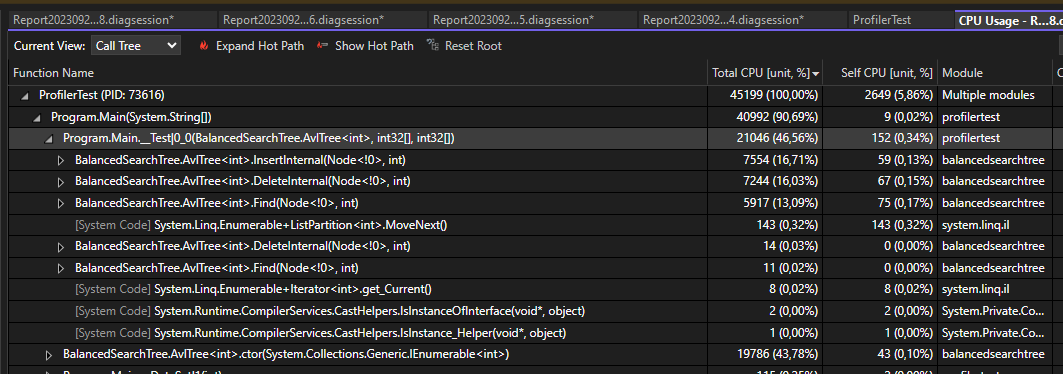 Report2023092...8.diagsession* Report2023092...6.diagsession* Report2023092...5.diagsession* Report2023092...4.diagsession* ProfilerTest CPU Usage - R...8.d
Current View: Call Tree Expand Hot Path Show Hot Path Reset Root
Function Name Total CPU [unit, %] Self CPU [unit, %] Module
ProfilerTest (PID: 73616) 45199 (100,00%) 2649 (5,86%) Multiple modules
Program.Main(System.String[]) 40992 (90,69%) 9 (0,02%) profilertest
Program.Main.__Test|0_0(BalancedSearchTree.AvlTree<int>, int32[], int32[]) 21046 (46,56%) 152 (0,34%) profilertest
BalancedSearchTree.AvlTree<int>.InsertInternal(Node<!0>, int) 7554 (16,71%) 59 (0,13%) balancedsearchtree
BalancedSearchTree.AvlTree<int>.DeleteInternal(Node<!0>, int) 7244 (16,03%) 67 (0,15%) balancedsearchtree
BalancedSearchTree.AvlTree<int>.Find(Node<!0>, int) 5917 (13,09%) 75 (0,17%) balancedsearchtree
[System Code] System.Linq.Enumerable+ListPartition<int>.MoveNext() 143 (0,32%) 143 (0,32%) system.linq.il
BalancedSearchTree.AvlTree<int>.DeleteInternal(Node<!0>, int) 14 (0,03%) 0 (0,00%) balancedsearchtree
BalancedSearchTree.AvlTree<int>.Find(Node<!0>, int) 11 (0,02%) 0 (0,00%) balancedsearchtree
[System Code] System.Linq.Enumerable+Iterator<int>.get_Current() 8 (0,02%) 8 (0,02%) system.linq.il
[System Code] System.Runtime.CompilerServices.CastHelpers.IsInstanceOfInterface(void*, object) 2 (0,00%) 2 (0,00%) System.Private.Co...
[System Code] System.Runtime.CompilerServices.CastHelpers.IsInstance_Helper(void*, object) 1 (0,00%) 1 (0,00%) System.Private.Co...
BalancedSearchTree.AvlTree<int>.ctor(System.Collections.Generic.IEnumerable<int>) 19786 (43,78%) 43 (0,10%) balancedsearchtree